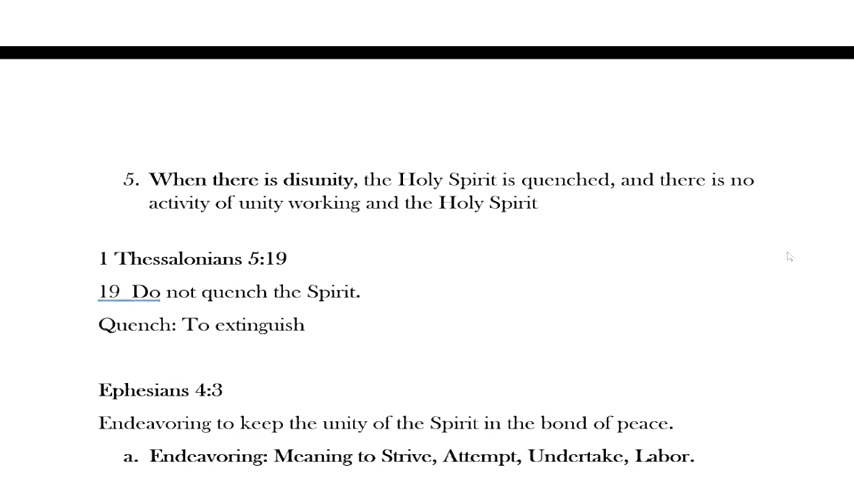 5. When there is disunity, the Holy Spirit is quenched, and there is no
activity of unity working and the Holy Spirit
1 Thessalonians 5:19
19 Do not quench the Spirit.
Quench: To extinguish
Ephesians 4:3
Endeavoring to keep the unity of the Spirit in the bond of peace.
a. Endeavoring: Meaning to Strive, Attempt, Undertake, Labor.